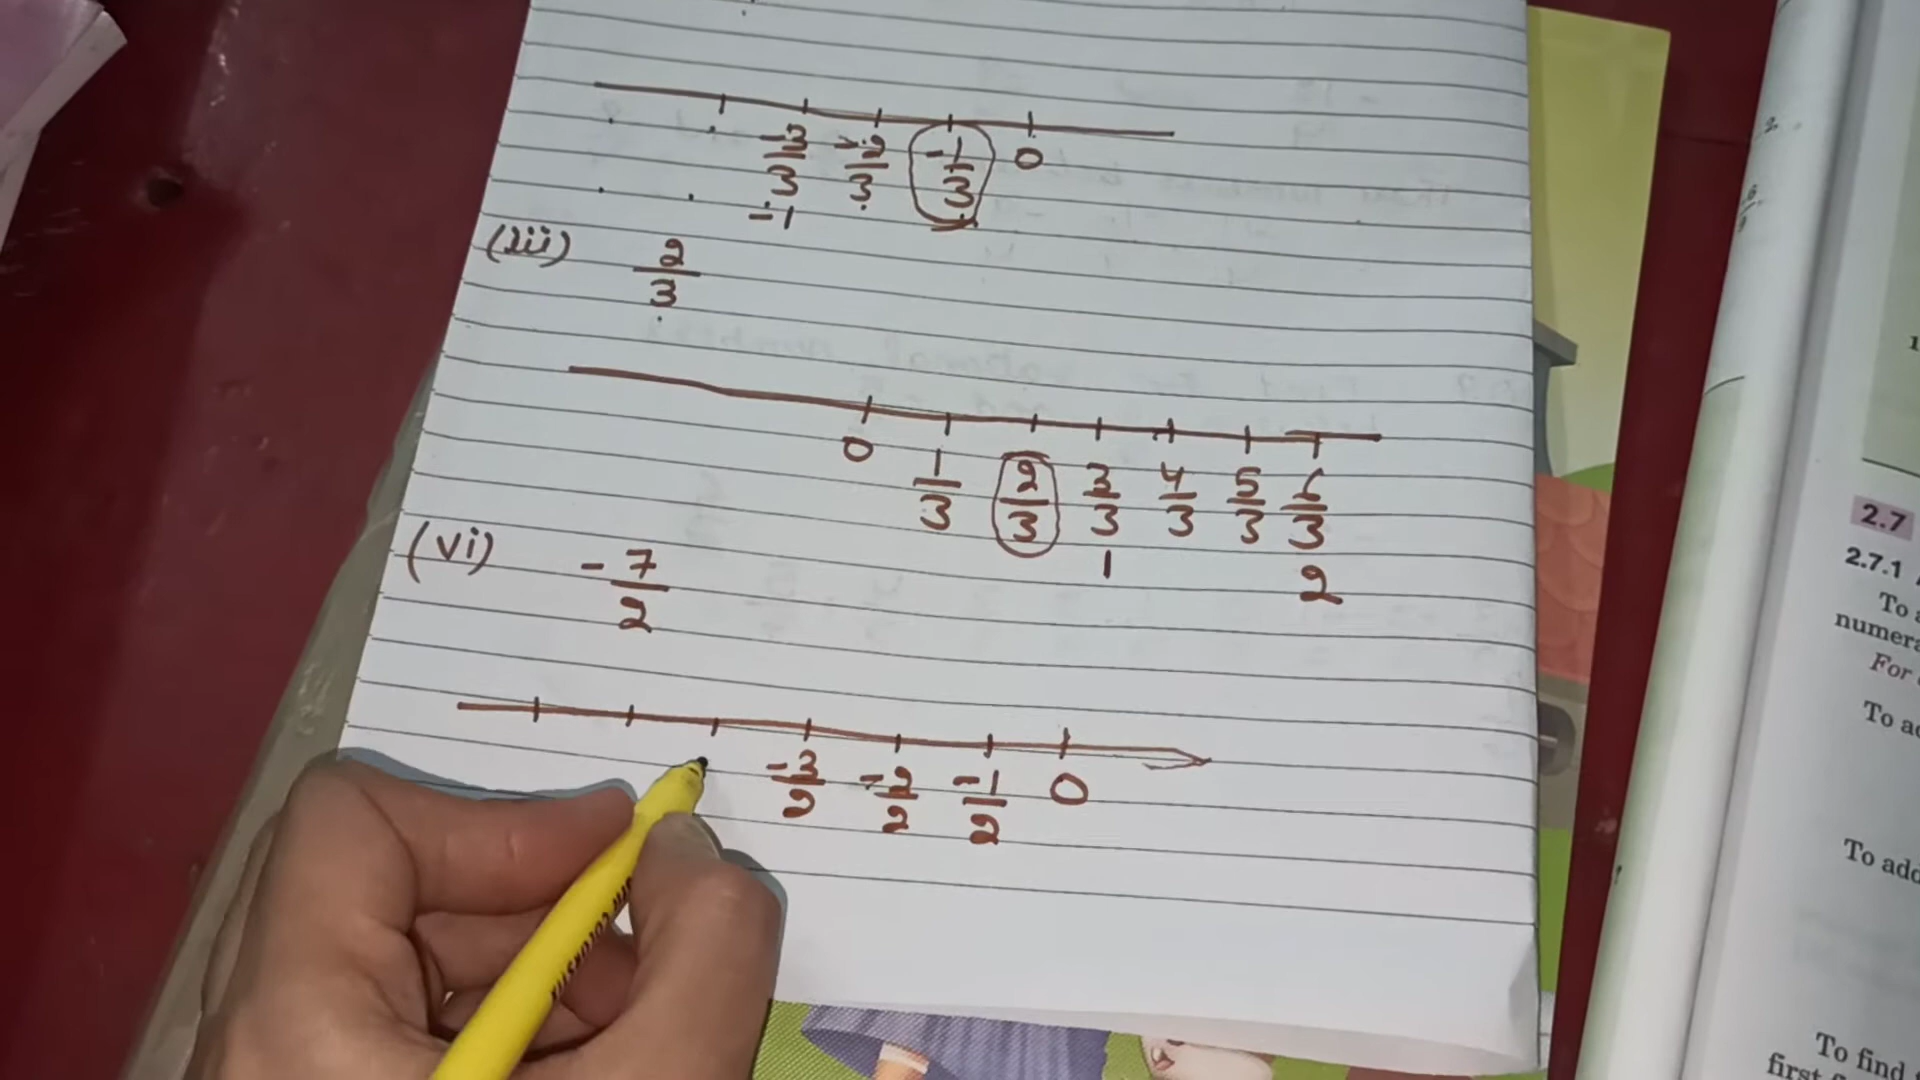 -3/3 -2/3 -1/3 0
-1
(iii) 2/3
0 1/3 2/3 3/3 4/3 5/3 6/3
1 2
(vi) -7/2
-3/2 -2/2 -1/2 0
2.7
2.7.1
To
numera
For
To
To add
To find
first